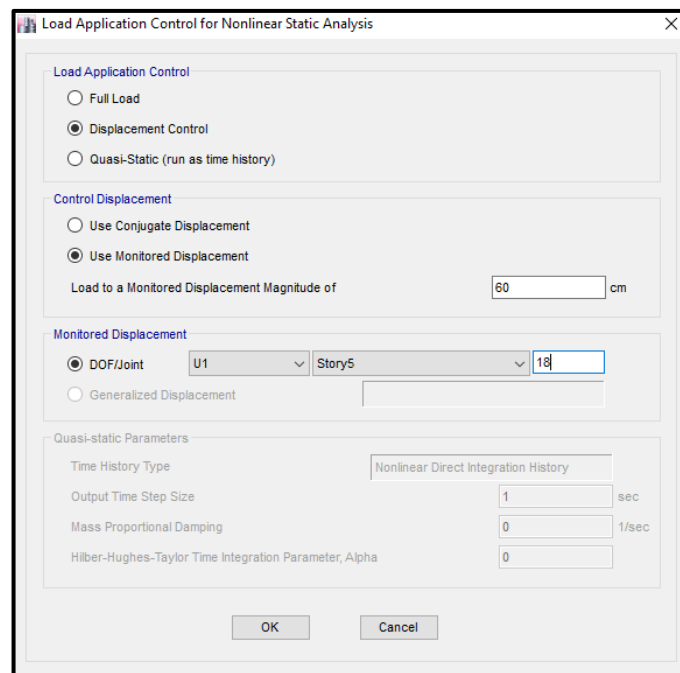 Load Application Control for Nonlinear Static Analysis
Load Application Control
Full Load
Displacement Control
Quasi-Static (run as time history)
Control Displacement
Use Conjugate Displacement
Use Monitored Displacement
Load to a Monitored Displacement Magnitude of 60 cm
Monitored Displacement
DOF/Joint U1 Story5 18
Generalized Displacement
Quasi-static Parameters
Time History Type Nonlinear Direct Integration History
Output Time Step Size 1 sec
Mass Proportional Damping 0 1/sec
Hilber-Hughes-Taylor Time Integration Parameter, Alpha 0
OK Cancel